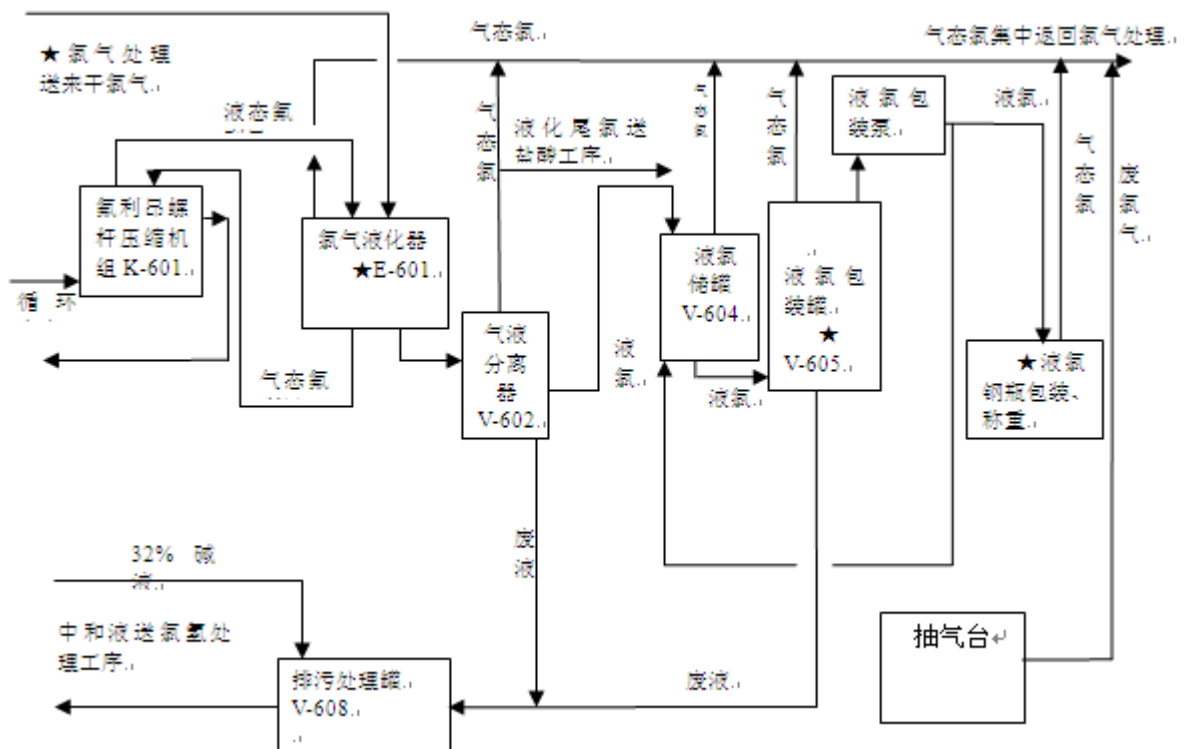 气态氯
气态氯集中返回氯气处理
★氯气处理
送来干氯气
液态氟
气态氯
液化尾氯送
盐酸工序
气态氯
液氯包
装泵
液氯
气态氯
废氯气
氟利昂螺
杆压缩机
组 K-601
氯气液化器
★E-601
液氯
储罐
V-604
液氯包
装罐
★
V-605
循环
气态氟
气液
分离
器
V-602
液氯
液氯
★液氯
钢瓶包装、
称重
废液
32% 碱
液
中和液送氯氢处
理工序
排污处理罐
V-608
废液
抽气台